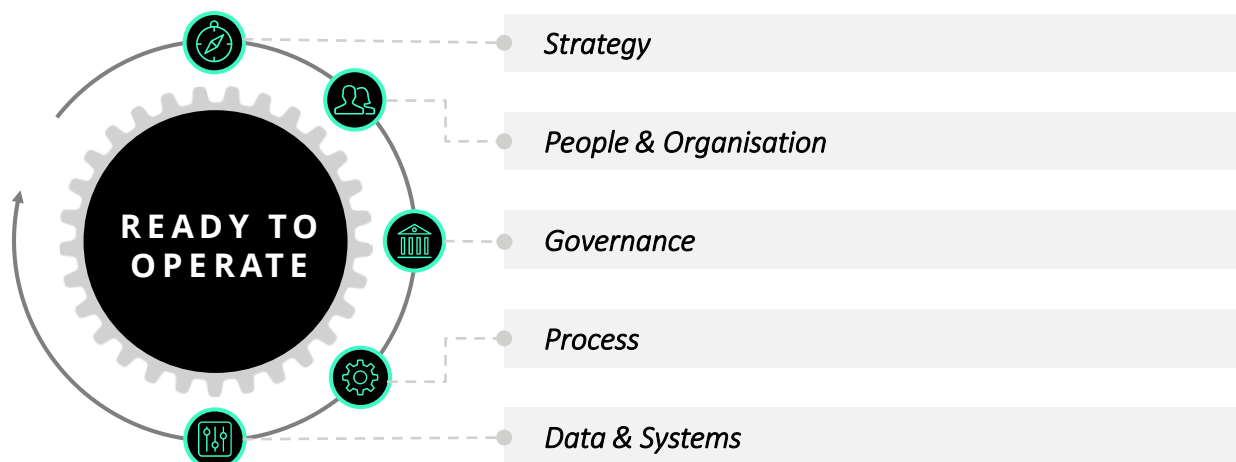 READY TO
OPERATE
Strategy
People & Organisation
Governance
Process
Data & Systems